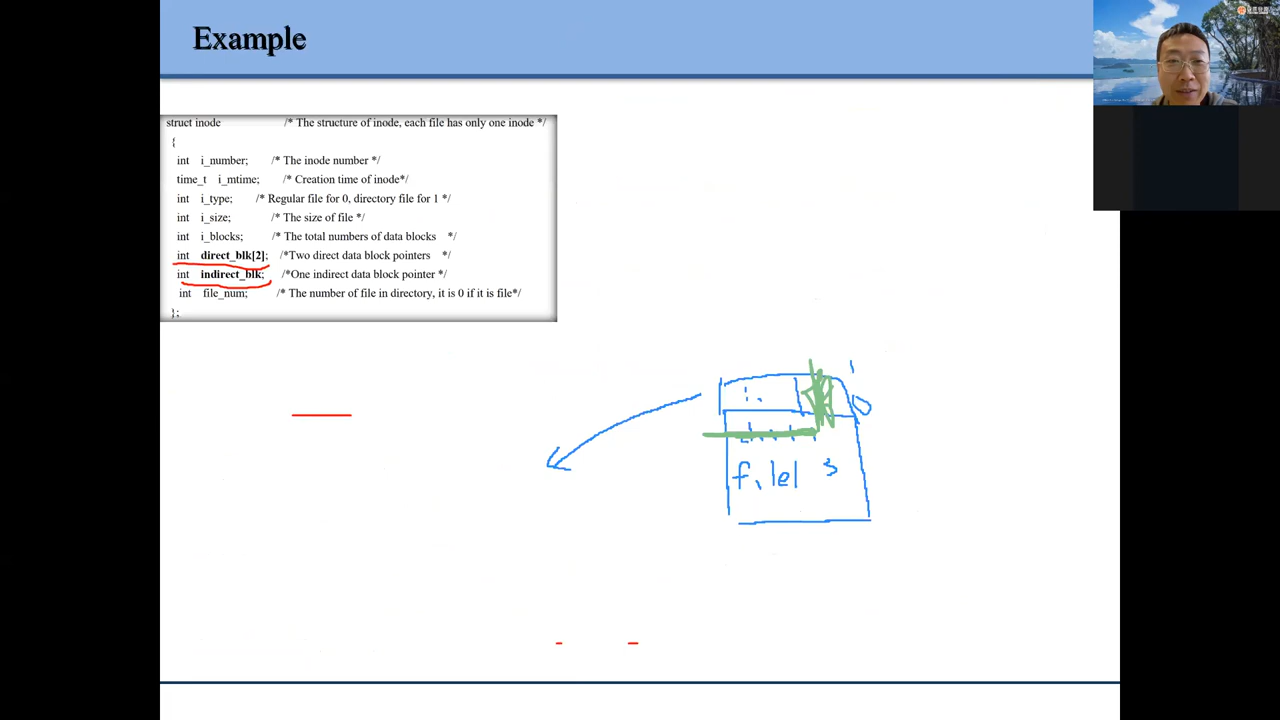 Example
struct inode /* The structure of inode, each file has only one inode */
{
int i_number; /* The inode number */
time_t i_mtime; /* Creation time of inode*/
int i_type; /* Regular file for 0, directory file for 1 */
int i_size; /* The size of file */
int i_blocks; /* The total numbers of data blocks */
int direct_blk[2]; /*Two direct data block pointers */
int indirect_blk; /*One indirect data block pointer */
int file_num; /* The number of file in directory, it is 0 if it is file*/
};
file1 3